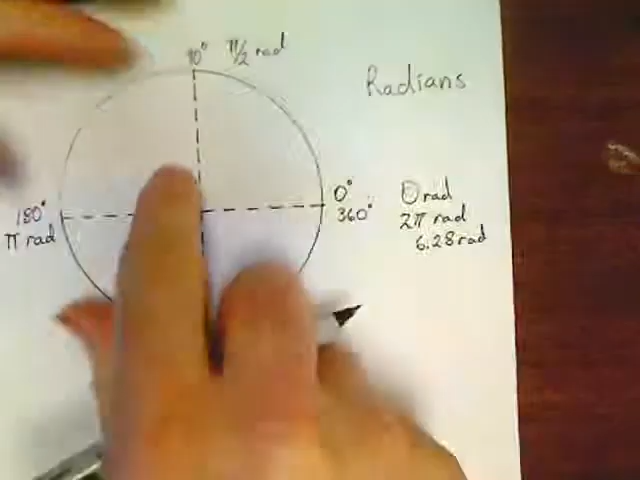 90° π/2 rad
Radians
0° 0 rad
180° 360° 2π rad
π rad 6.28 rad